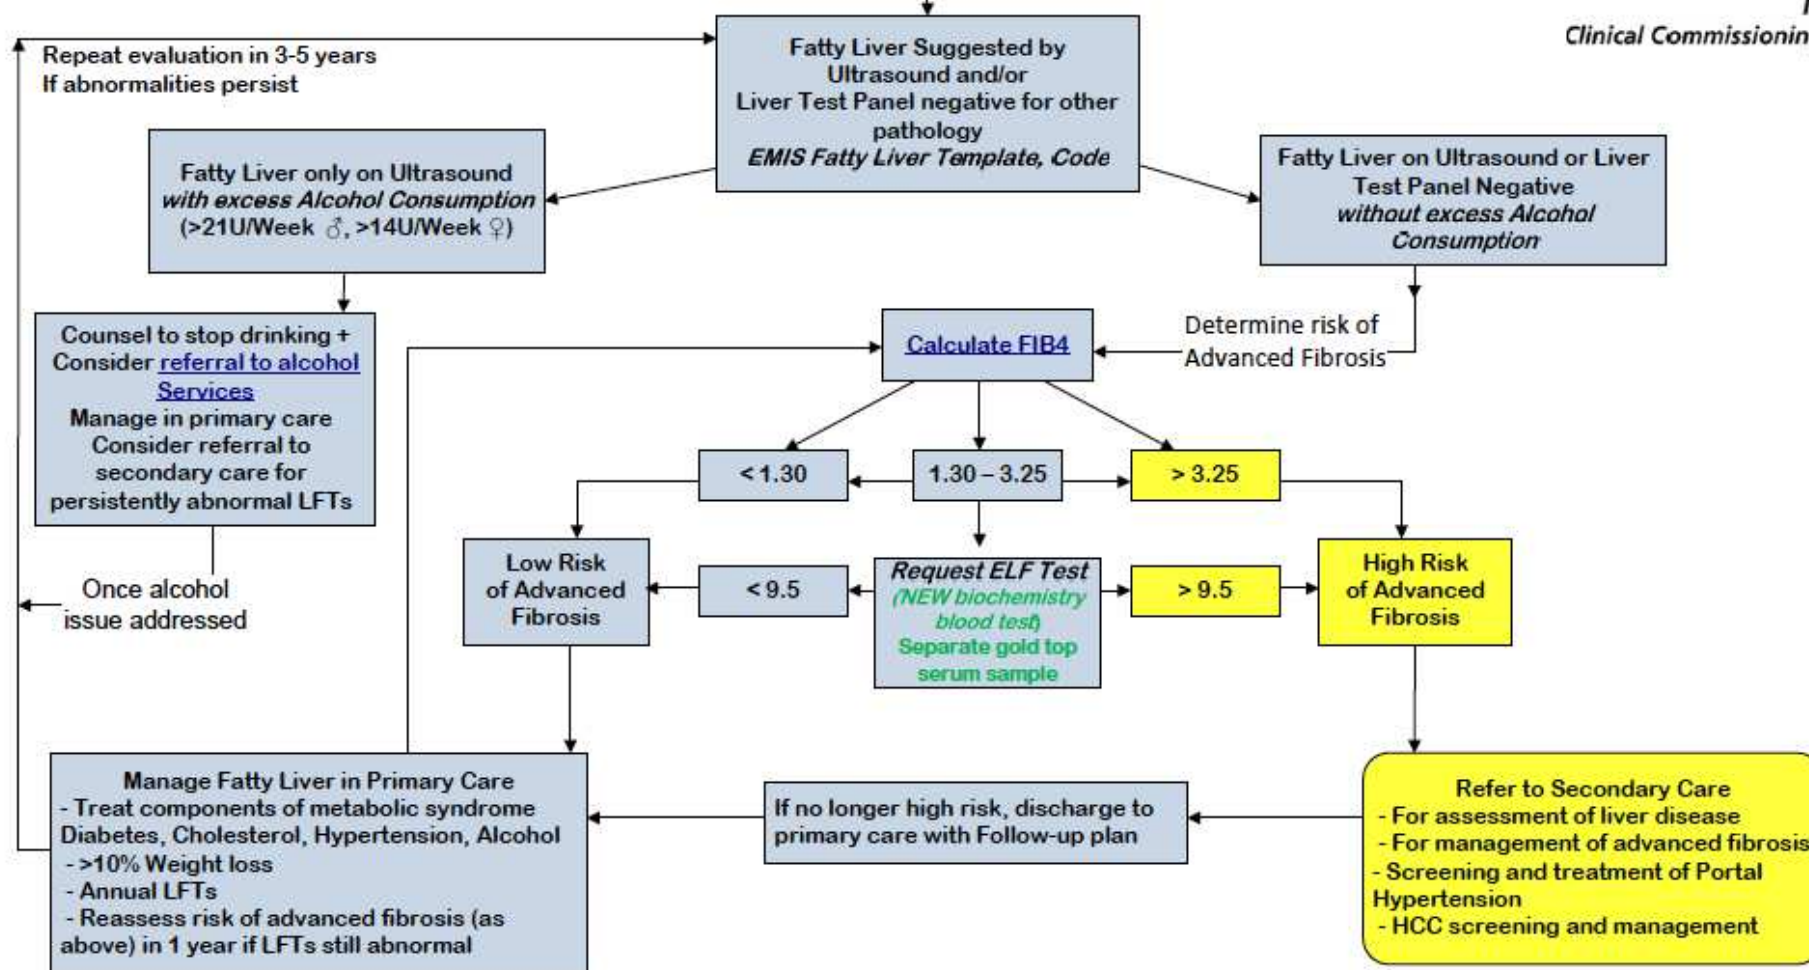 Clinical Commissionin
Repeat evaluation in 3-5 years
If abnormalities persist
Fatty Liver Suggested by
Ultrasound and/or
Liver Test Panel negative for other
pathology
EMIS Fatty Liver Template, Code
Fatty Liver only on Ultrasound
with excess Alcohol Consumption
(>21U/Week ♂, >14U/Week ♀)
Fatty Liver on Ultrasound or Liver
Test Panel Negative
without excess Alcohol
Consumption
Counsel to stop drinking +
Consider referral to alcohol
Services
Manage in primary care
Consider referral to
secondary care for
persistently abnormal LFTs
Calculate FIB4
Determine risk of
Advanced Fibrosis
< 1.30
1.30 – 3.25
> 3.25
Once alcohol
issue addressed
Low Risk
of Advanced
Fibrosis
< 9.5
Request ELF Test
(NEW biochemistry
blood test)
Separate gold top
serum sample
> 9.5
High Risk
of Advanced
Fibrosis
Manage Fatty Liver in Primary Care
- Treat components of metabolic syndrome
Diabetes, Cholesterol, Hypertension, Alcohol
- >10% Weight loss
- Annual LFTs
- Reassess risk of advanced fibrosis (as
above) in 1 year if LFTs still abnormal
If no longer high risk, discharge to
primary care with Follow-up plan
Refer to Secondary Care
- For assessment of liver disease
- For management of advanced fibrosis
- Screening and treatment of Portal
Hypertension
- HCC screening and management